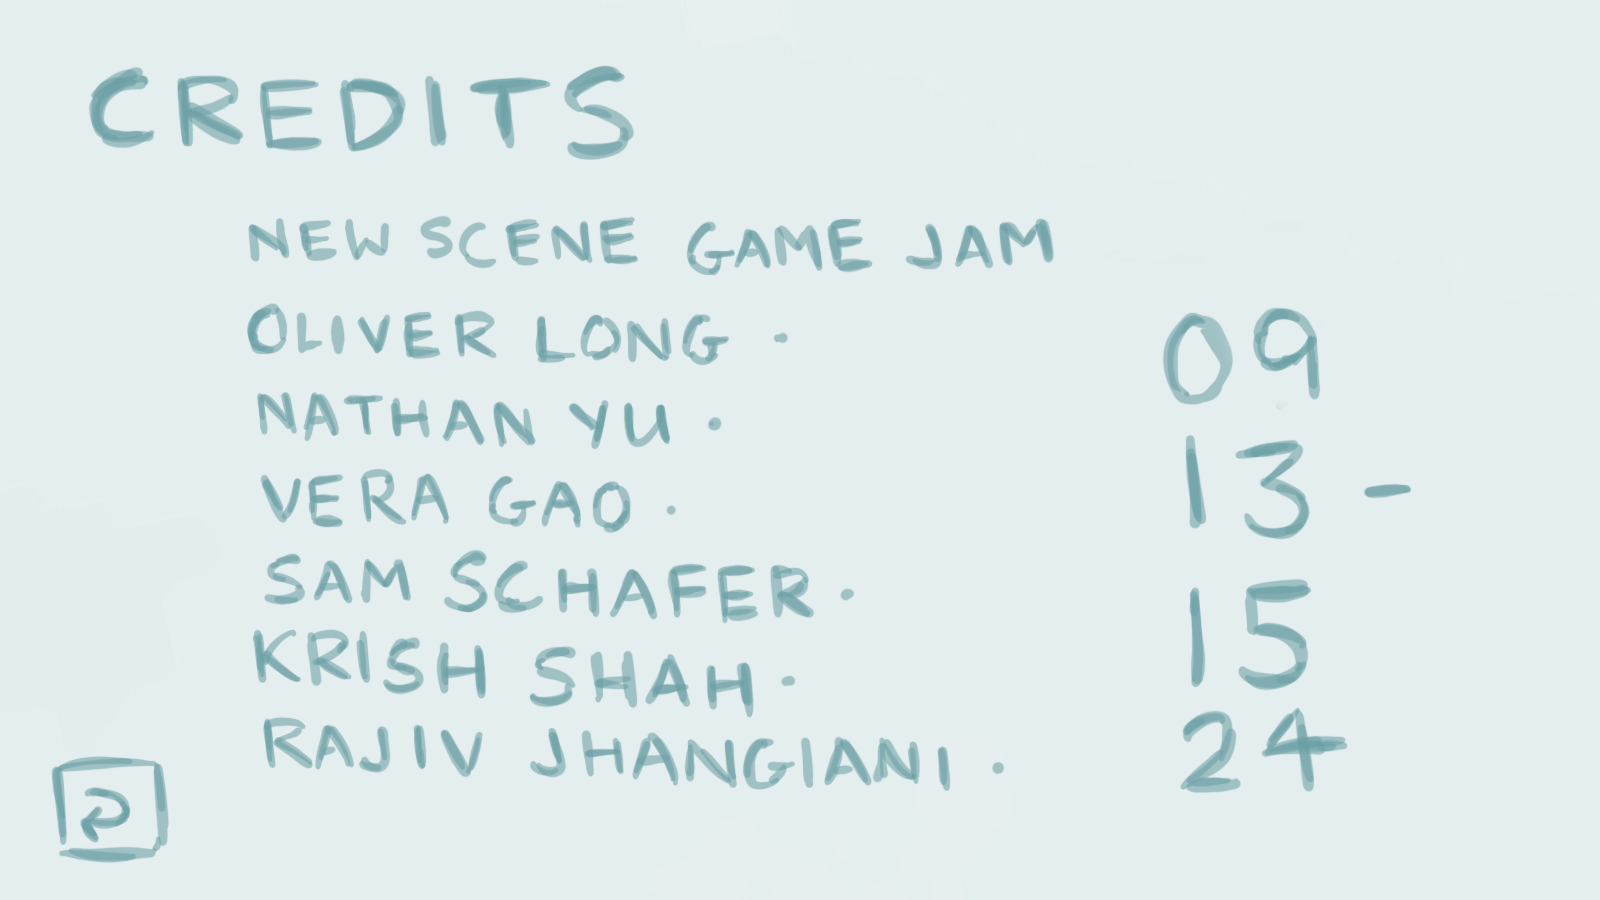 CREDITS
NEW SCENE GAME JAM
OLIVER LONG ·
NATHAN YU ·
VERA GAO ·
SAM SCHAFER ·
KRISH SHAH ·
RAJIV JHANGIANI ·
09
13 -
15
24